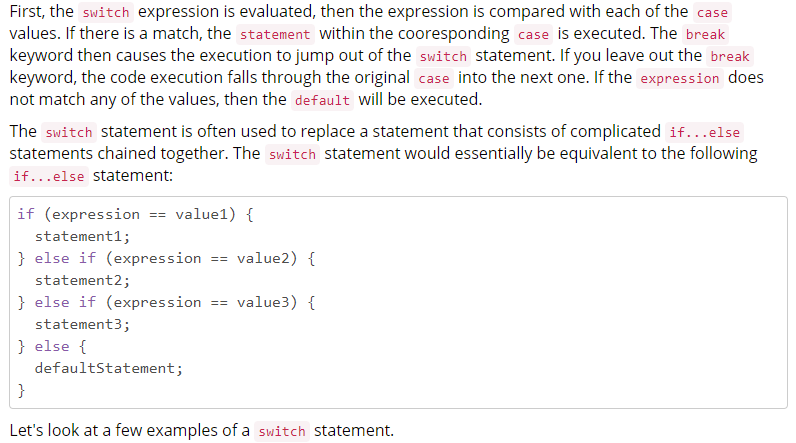 First, the switch expression is evaluated, then the expression is compared with each of the case
values. If there is a match, the statement within the cooresponding case is executed. The break
keyword then causes the execution to jump out of the switch statement. If you leave out the break
keyword, the code execution falls through the original case into the next one. If the expression does
not match any of the values, then the default will be executed.
The switch statement is often used to replace a statement that consists of complicated if...else
statements chained together. The switch statement would essentially be equivalent to the following
if...else statement:
if (expression == value1) {
  statement1;
} else if (expression == value2) {
  statement2;
} else if (expression == value3) {
  statement3;
} else {
  defaultStatement;
}
Let's look at a few examples of a switch statement.